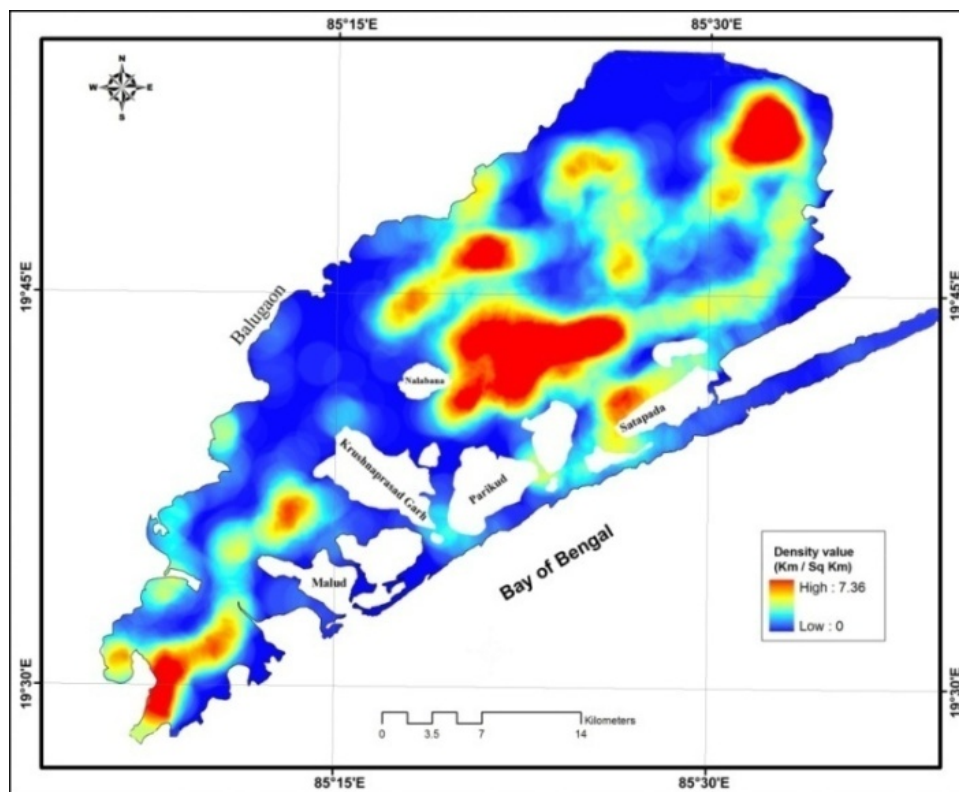 85°15'E
85°30'E
N
W
E
S
19°45'E
19°45'E
Balugaon
Nalabana
Satapada
Krushnaprasad Garh
Parikud
Malud
Bay of Bengal
Density value
(Km / Sq Km)
High : 7.36
Low : 0
19°30'E
19°30'E
Kilometers
0
3.5
7
14
85°15'E
85°30'E